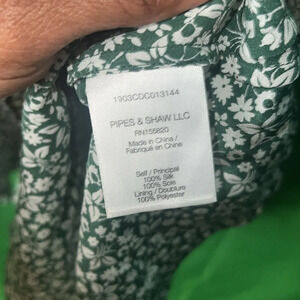 1903CDC013144
PIPES & SHAW LLC
RN155820
Made in China /
Fabriqué en Chine
Self / Principal
100% Silk
100% Soie
Lining / Doublure
100% Polyester